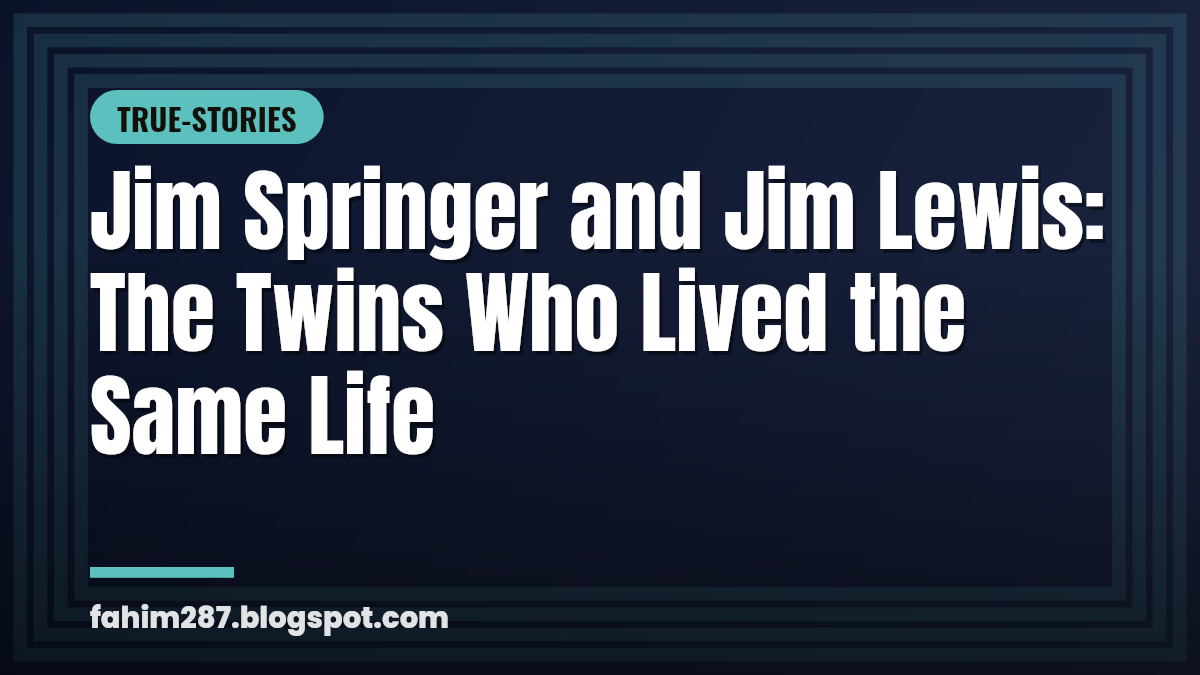 TRUE-STORIES
Jim Springer and Jim Lewis:
The Twins Who Lived the
Same Life
fahim287.blogspot.com